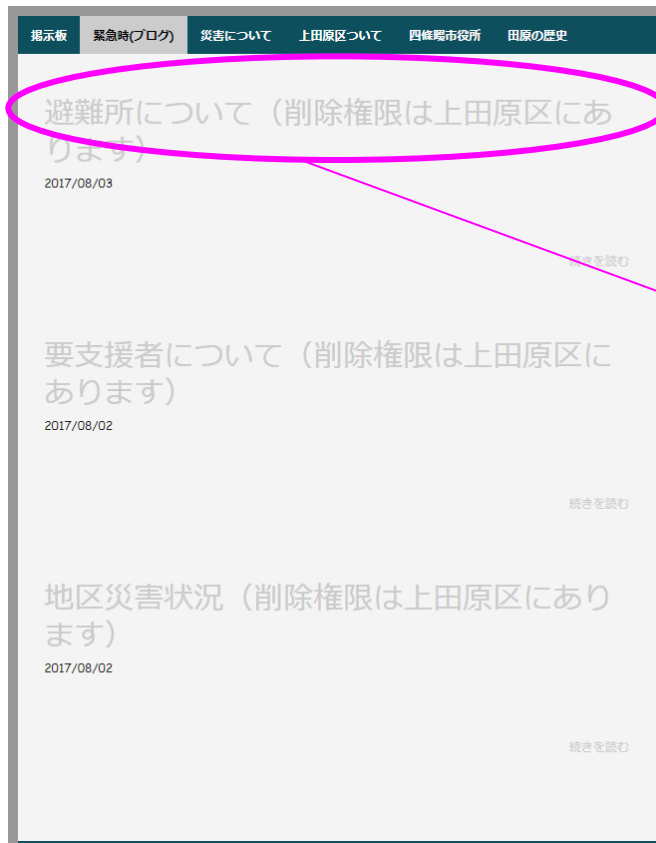 掲示板 緊急時(ブログ) 災害について 上田原区ついて 四條畷市役所 田原の歴史
避難所について（削除権限は上田原区にあ
ります）
2017/08/03
続きを読む
要支援者について（削除権限は上田原区に
あります）
2017/08/02
続きを読む
地区災害状況（削除権限は上田原区にあり
ます）
2017/08/02
続きを読む